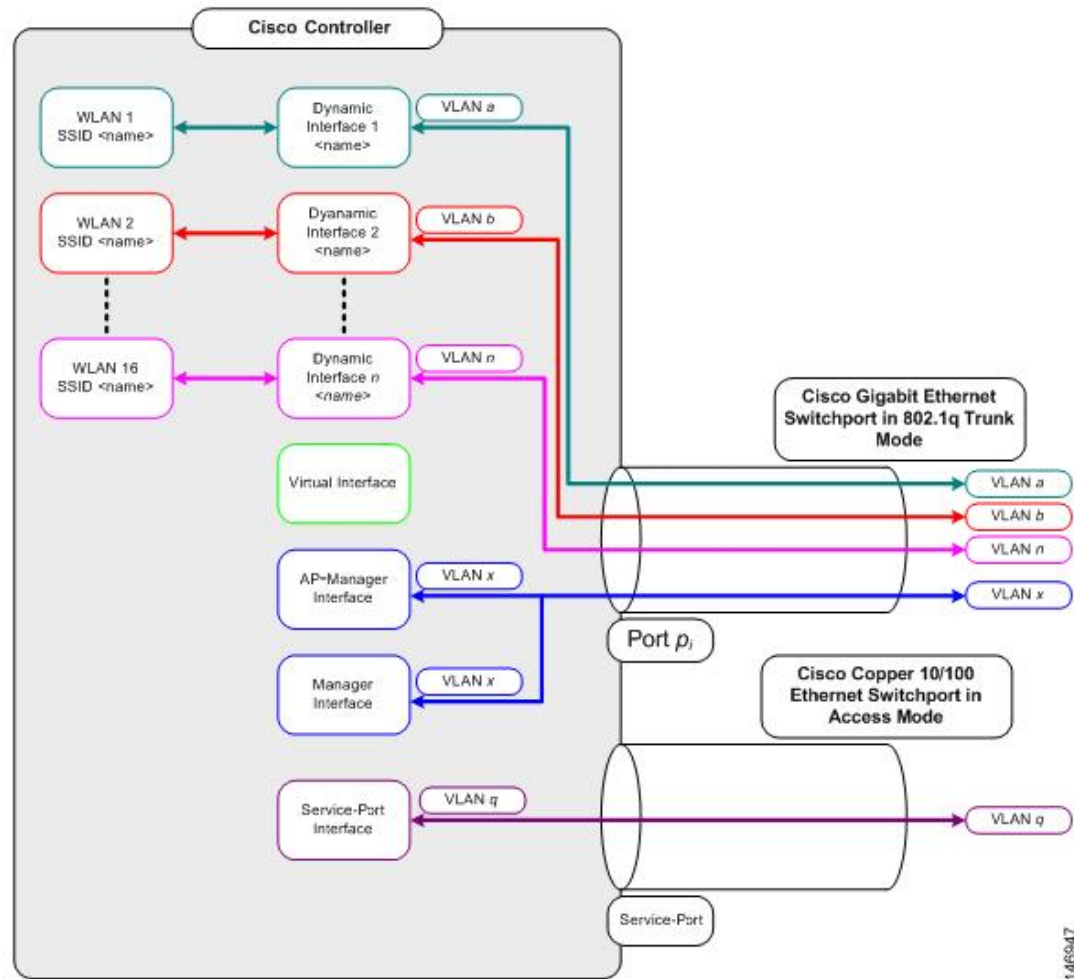 Cisco Controller
WLAN 1
SSID <name>
Dynamic
Interface 1
<name>
VLAN a
WLAN 2
SSID <name>
Dyanamic
Interface 2
<name>
VLAN b
WLAN 16
SSID <name>
Dynamic
Interface n
<name>
VLAN n
Cisco Gigabit Ethernet
Switchport in 802.1q Trunk
Mode
Virtual Interface
VLAN a
VLAN b
VLAN n
AP-Manager
Interface
VLAN x
VLAN x
Port pi
Manager
Interface
VLAN x
Cisco Copper 10/100
Ethernet Switchport in
Access Mode
Service-Port
Interface
VLAN q
VLAN q
Service-Port
146947